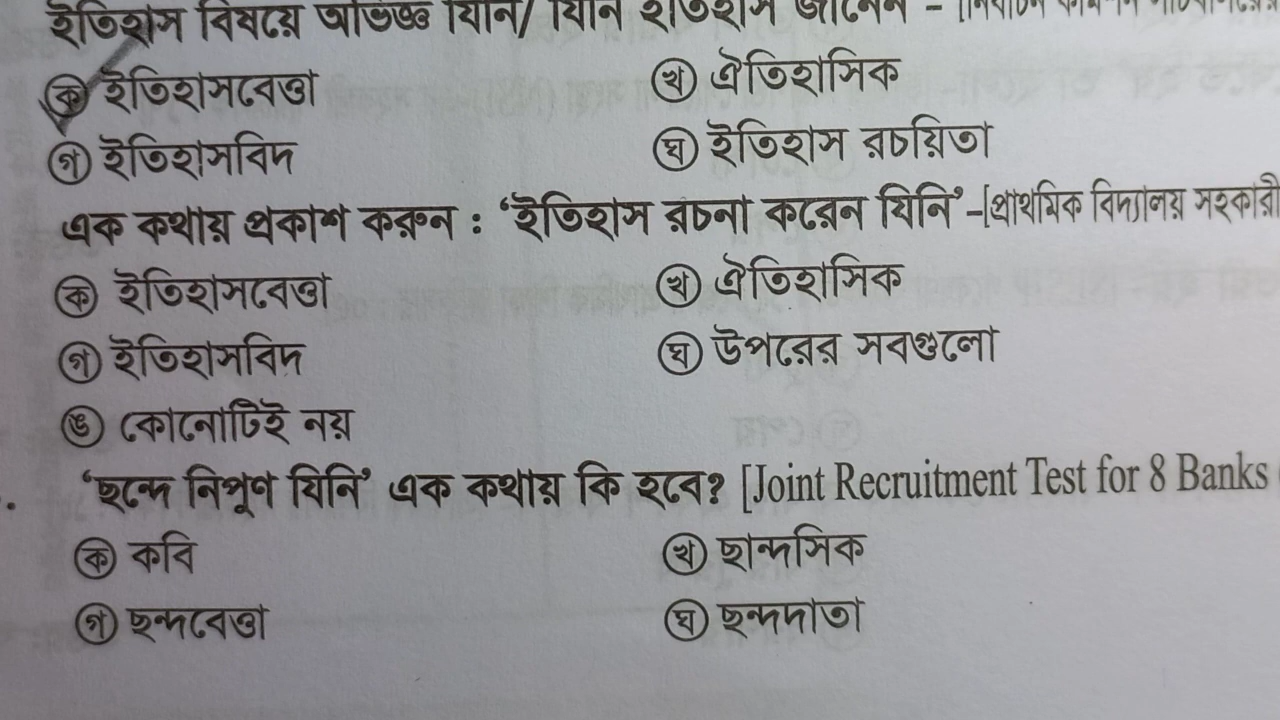 ইতিহাস বিষয়ে অভিজ্ঞ যিনি/ যিনি ইতিহাস জানেন –
ক ইতিহাসবেত্তা খ ঐতিহাসিক
গ ইতিহাসবিদ ঘ ইতিহাস রচয়িতা
এক কথায় প্রকাশ করুন : ‘ইতিহাস রচনা করেন যিনি’ –[প্রাথমিক বিদ্যালয় সহকারী
ক ইতিহাসবেত্তা খ ঐতিহাসিক
গ ইতিহাসবিদ ঘ উপরের সবগুলো
ঙ কোনোটিই নয়
. ‘ছন্দে নিপুণ যিনি’ এক কথায় কি হবে? [Joint Recruitment Test for 8 Banks
ক কবি খ ছান্দসিক
গ ছন্দবেত্তা ঘ ছন্দদাতা